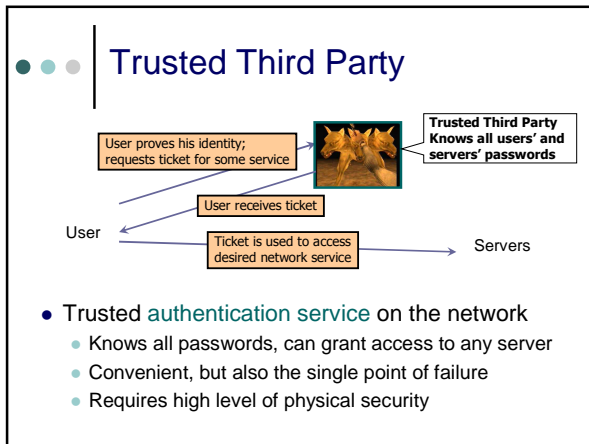 Trusted Third Party
User proves his identity;
requests ticket for some service
Trusted Third Party
Knows all users’ and
servers’ passwords
User receives ticket
User
Ticket is used to access
desired network service
Servers
Trusted authentication service on the network
Knows all passwords, can grant access to any server
Convenient, but also the single point of failure
Requires high level of physical security